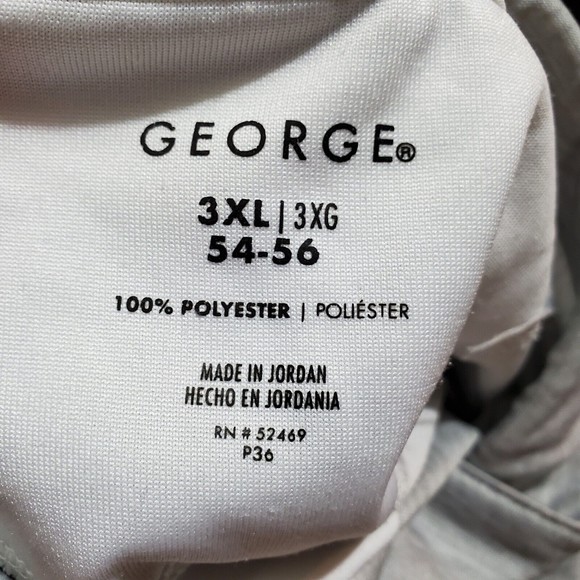 GEORGE®
3XL | 3XG
54-56
100% POLYESTER | POLIÉSTER
MADE IN JORDAN
HECHO EN JORDANIA
RN # 52469
P36